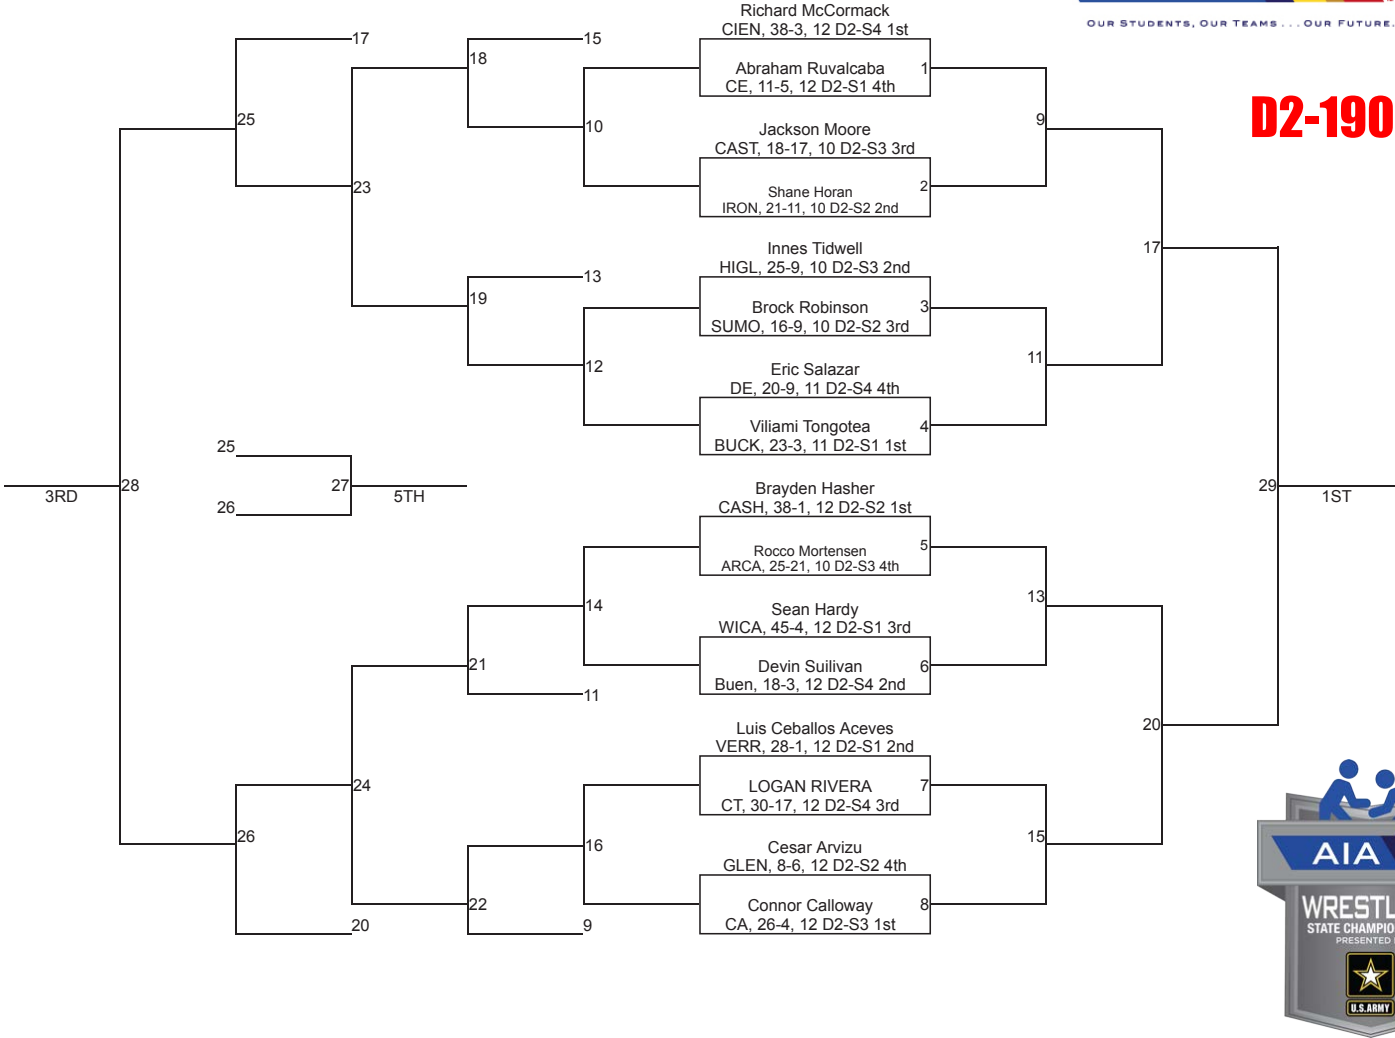 OUR STUDENTS, OUR TEAMS . . . OUR FUTURE.
D2-190
Richard McCormack
CIEN, 38-3, 12 D2-S4 1st
Abraham Ruvalcaba
CE, 11-5, 12 D2-S1 4th
1
Jackson Moore
CAST, 18-17, 10 D2-S3 3rd
Shane Horan
IRON, 21-11, 10 D2-S2 2nd
2
Innes Tidwell
HIGL, 25-9, 10 D2-S3 2nd
Brock Robinson
SUMO, 16-9, 10 D2-S2 3rd
3
Eric Salazar
DE, 20-9, 11 D2-S4 4th
Viliami Tongotea
BUCK, 23-3, 11 D2-S1 1st
4
Brayden Hasher
CASH, 38-1, 12 D2-S2 1st
Rocco Mortensen
ARCA, 25-21, 10 D2-S3 4th
5
Sean Hardy
WICA, 45-4, 12 D2-S1 3rd
Devin Suilivan
Buen, 18-3, 12 D2-S4 2nd
6
Luis Ceballos Aceves
VERR, 28-1, 12 D2-S1 2nd
LOGAN RIVERA
CT, 30-17, 12 D2-S4 3rd
7
Cesar Arvizu
GLEN, 8-6, 12 D2-S2 4th
Connor Calloway
CA, 26-4, 12 D2-S3 1st
8
9
11
13
15
17
20
29
1ST
15
10
13
12
14
11
16
9
18
19
21
22
17
23
24
20
25
26
25
26
27
5TH
28
3RD
AIA
WRESTL
STATE CHAMPIO
PRESENTED
U.S.ARMY